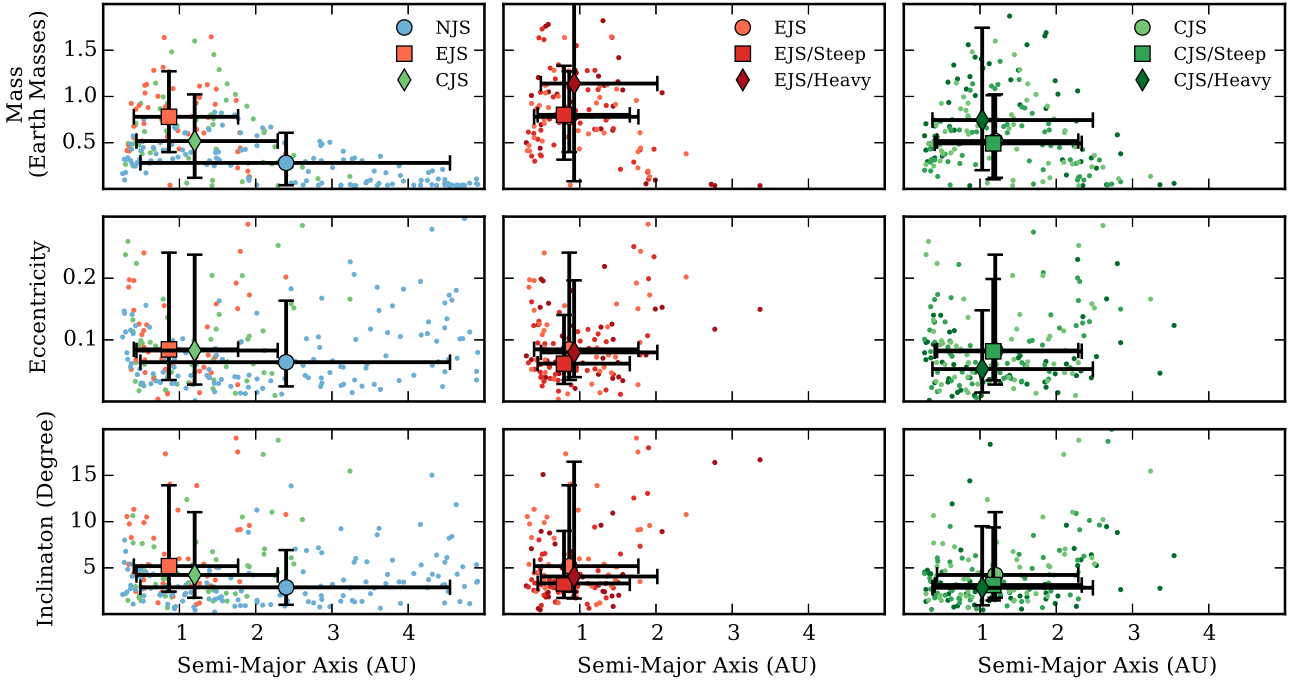 Mass
(Earth Masses)
1.5
1.0
0.5
NJS
EJS
CJS
EJS
EJS/Steep
EJS/Heavy
CJS
CJS/Steep
CJS/Heavy
Eccentricity
0.2
0.1
Inclinaton (Degree)
15
10
5
1 2 3 4
1 2 3 4
1 2 3 4
Semi-Major Axis (AU)
Semi-Major Axis (AU)
Semi-Major Axis (AU)